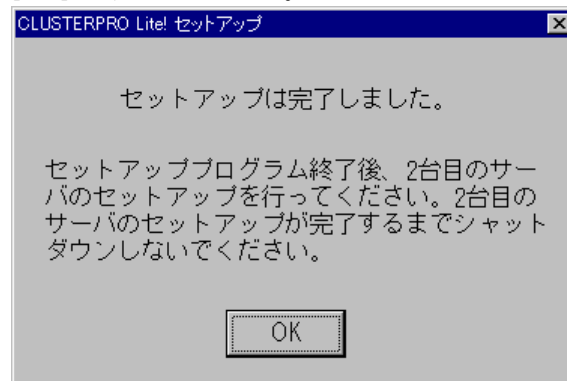 CLUSTERPRO Lite! セットアップ
セットアップは完了しました。
セットアッププログラム終了後、2台目のサー
バのセットアップを行ってください。2台目の
サーバのセットアップが完了するまでシャット
ダウンしないでください。
OK